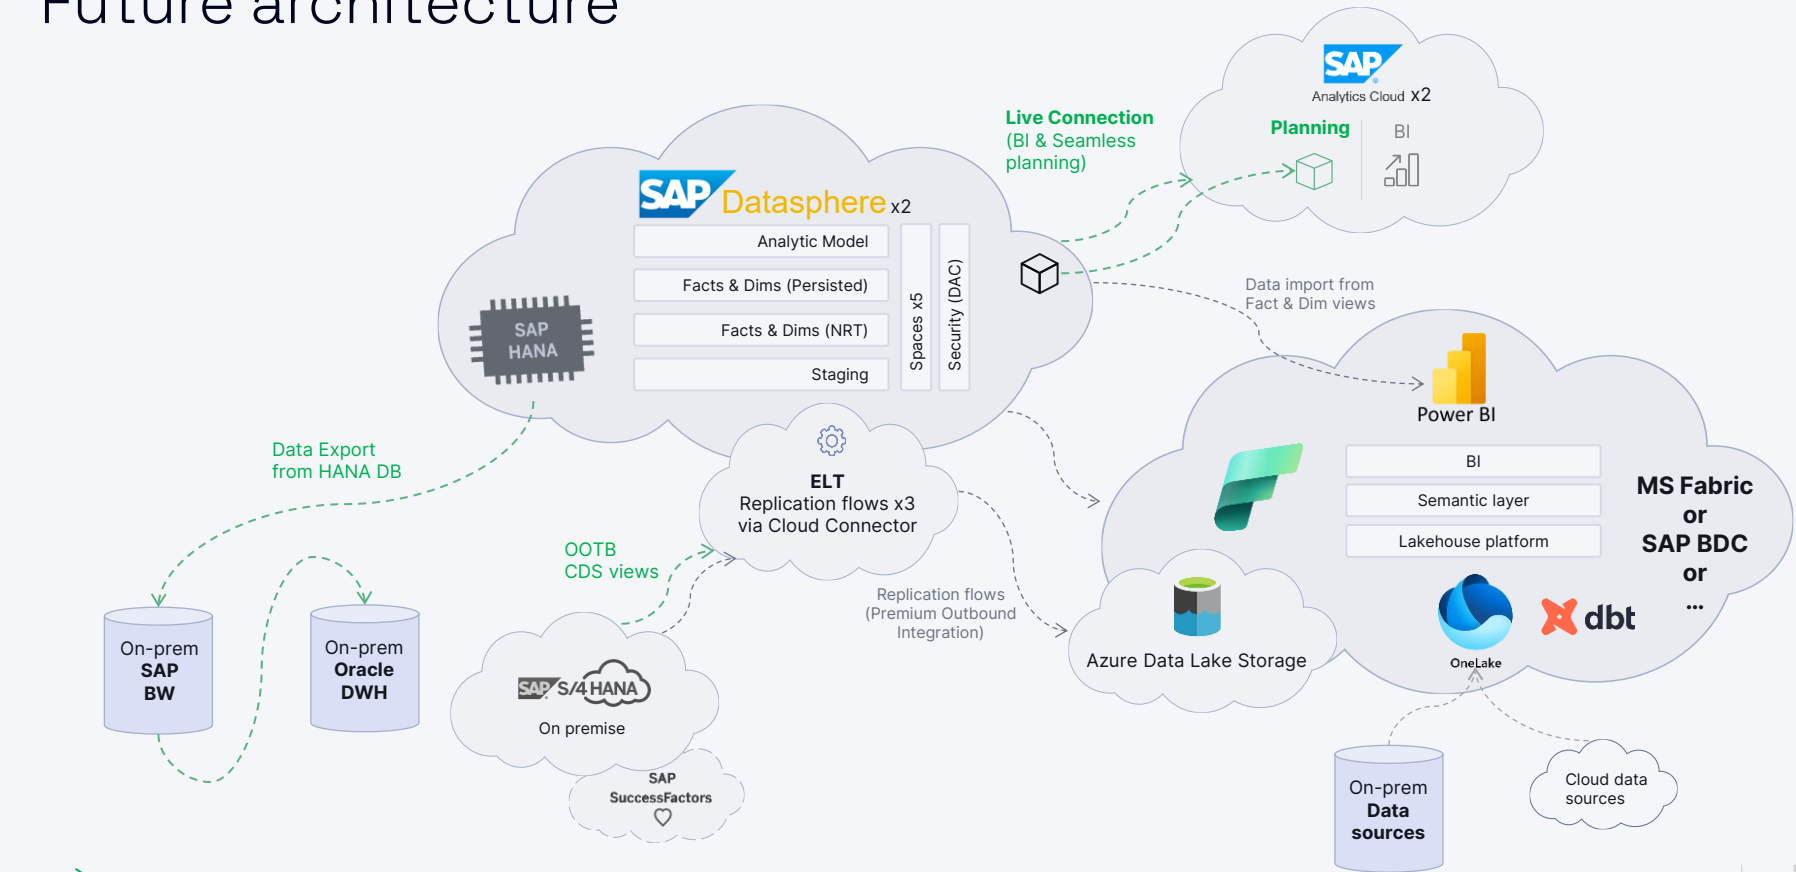 Future architecture
SAP
Analytics Cloud x2
Planning
BI
Live Connection
(BI & Seamless
planning)
SAP Datasphere x2
Analytic Model
Facts & Dims (Persisted)
Facts & Dims (NRT)
Staging
Spaces x5
Security (DAC)
SAP
HANA
Data import from
Fact & Dim views
Power BI
BI
Semantic layer
Lakehouse platform
MS Fabric
or
SAP BDC
or
...
ELT
Replication flows x3
via Cloud Connector
Data Export
from HANA DB
OOTB
CDS views
Replication flows
(Premium Outbound
Integration)
Azure Data Lake Storage
OneLake
dbt
On-prem
SAP
BW
On-prem
Oracle
DWH
SAP S/4HANA
On premise
SAP
SuccessFactors
On-prem
Data
sources
Cloud data
sources